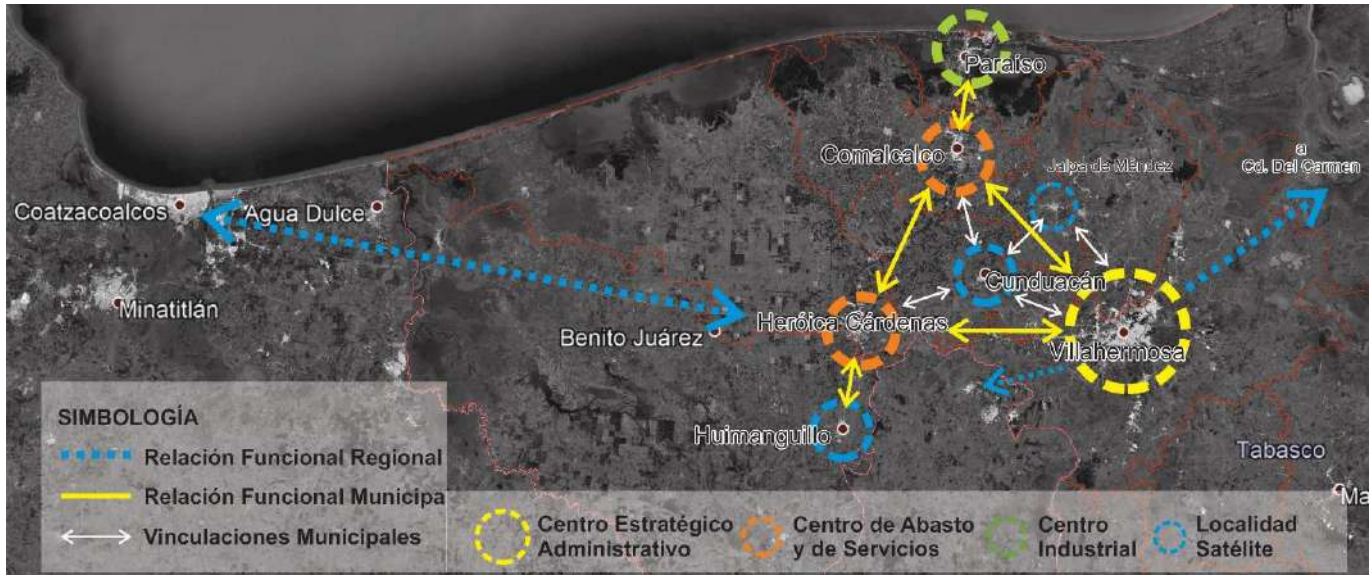 Paraíso
Comalcalco
Jalpa de Méndez
a
Cd. Del Carmen
Coatzacoalcos
Agua Dulce
Cunduacán
Minatitlán
Heróica Cárdenas
Benito Juárez
Villahermosa
Huimanguillo
Tabasco
Ma
SIMBOLOGÍA
Relación Funcional Regional
Relación Funcional Municipa
Vinculaciones Municipales
Centro Estratégico
Administrativo
Centro de Abasto
y de Servicios
Centro
Industrial
Localidad
Satélite